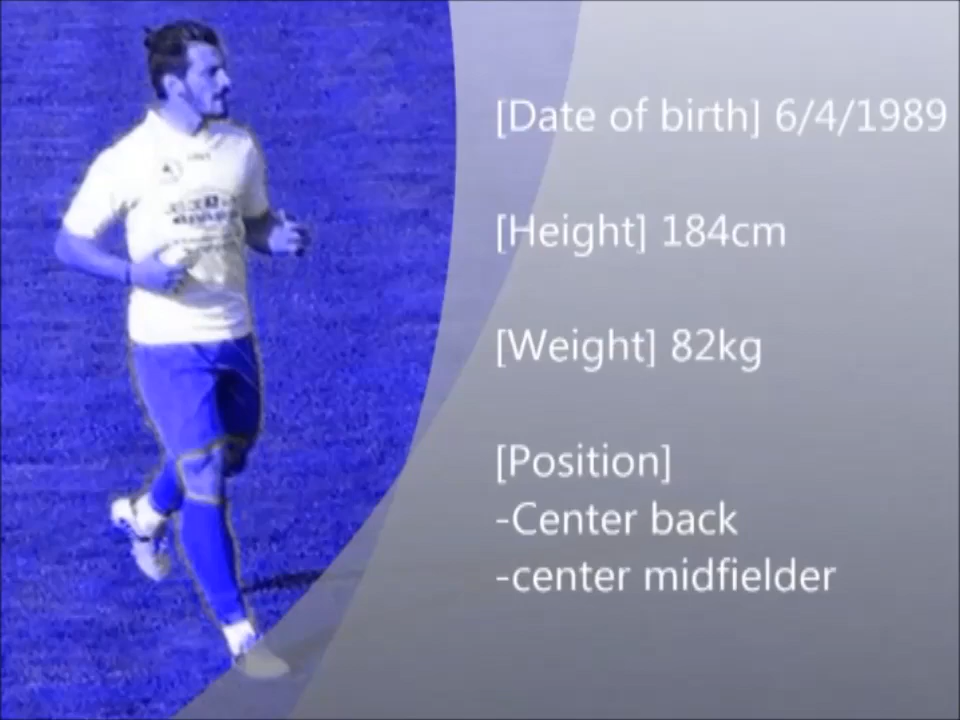 [Date of birth] 6/4/1989
[Height] 184cm
[Weight] 82kg
[Position]
-Center back
-center midfielder